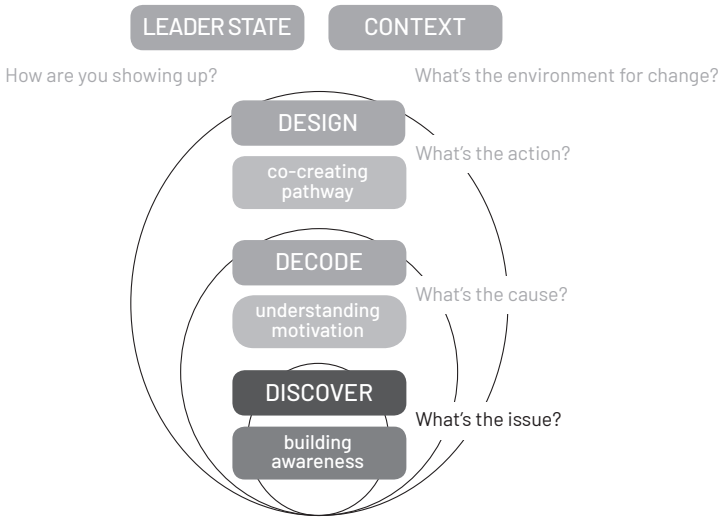 LEADER STATE
CONTEXT
How are you showing up?
What's the environment for change?
DESIGN
What's the action?
co-creating
pathway
DECODE
What's the cause?
understanding
motivation
DISCOVER
What's the issue?
building
awareness